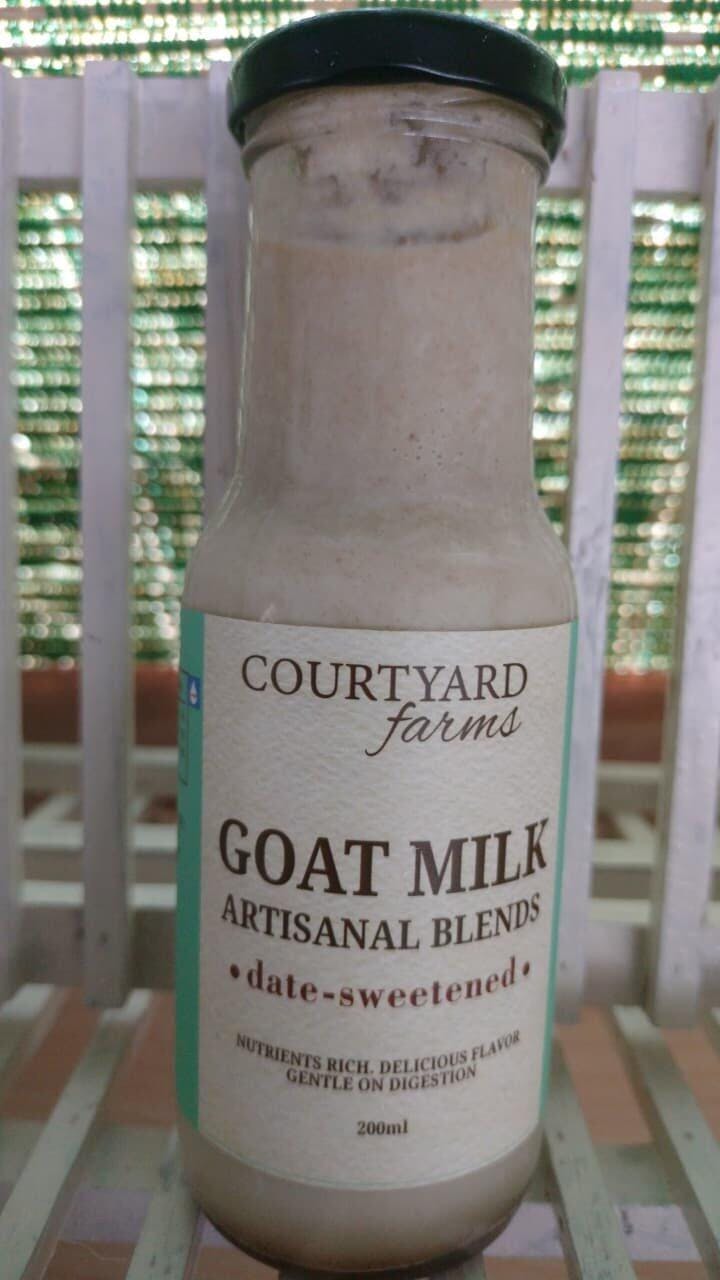 COURTYARD
farms
GOAT MILK
ARTISANAL BLENDS
• date-sweetened •
NUTRIENTS RICH. DELICIOUS FLAVOR
GENTLE ON DIGESTION
200ml